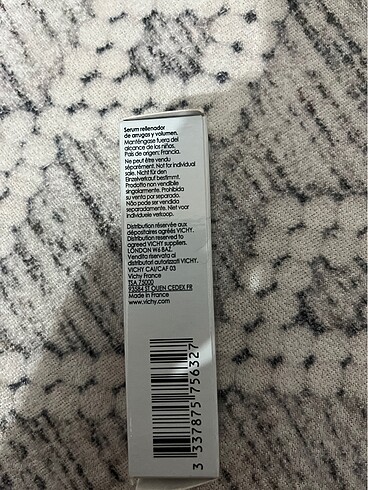 Serum rellenador
de arrugas y volumen.
Manténgase fuera del
alcance de los niños.
País de origen: Francia.
Ne peut être vendu
séparément. Not for individual
sale. Nicht für den
Einzelverkauf bestimmt.
Prodotto non vendibile
singolarmente. Prohibida
su venta por separado.
Não pode ser vendida
separadamente. Niet voor
individuele verkoop.
Distribution réservée aux
dépositaires agréés VICHY.
Distribution reserved to
agreed VICHY suppliers.
LONDON W6 8AZ.
Vendita riservata ai
distributori autorizzati VICHY.
VICHY CAI/CAF 03
Vichy France
TSA 75000
93584 ST OUEN CEDEX FR
Made in France
www.vichy.com
3 337875 756327